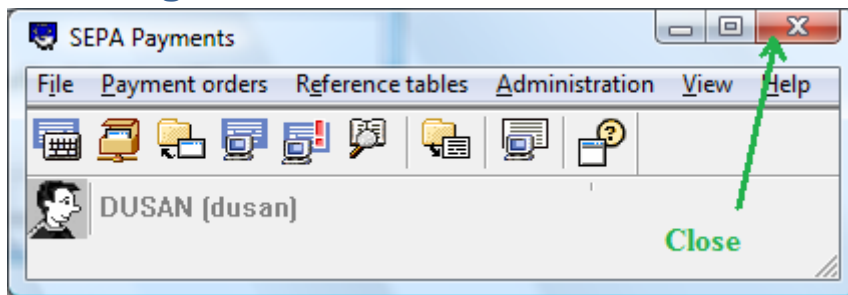 SEPA Payments
File Payment orders Reference tables Administration View Help
DUSAN (dusan)
Close